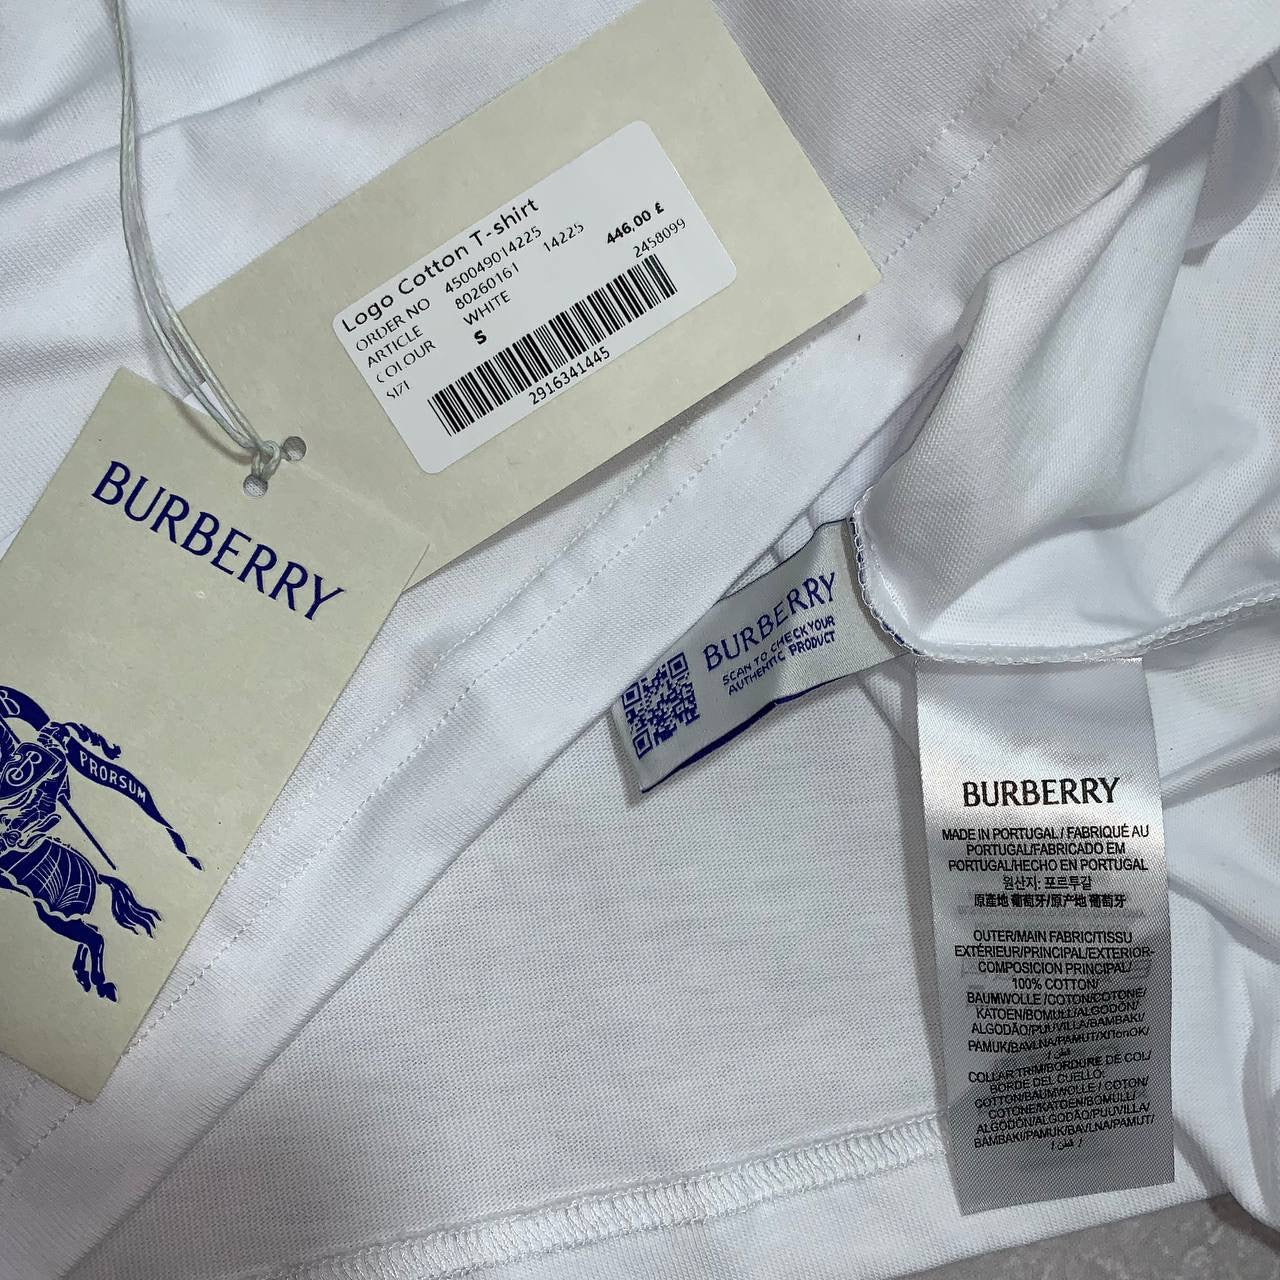 Logo Cotton T-shirt
ORDER NO 450049014225
ARTICLE 80260161 14225 446,00 £
COLOUR WHITE 2458099
SIZE S
2916341445
BURBERRY
B
B
PRORSUM
BURBERRY
SCAN TO CHECK YOUR
AUTHENTIC PRODUCT
BURBERRY
MADE IN PORTUGAL / FABRIQUÉ AU
PORTUGAL/FABRICADO EM
PORTUGAL/HECHO EN PORTUGAL
원산지: 포르투갈
原產地 葡萄牙/原产地 葡萄牙
OUTER/MAIN FABRIC/TISSU
EXTÉRIEUR/PRINCIPAL/EXTERIOR-
COMPOSICION PRINCIPAL/
100% COTTON/
BAUMWOLLE /COTON/COTONE/
KATOEN/BOMULL/ALGODÓN/
ALGODÃO/PUUVILLA/BAMBAKI/
PAMUK/BAVLNA/PAMUT/ΧΠοпОК/
/ قطن /
COLLAR TRIM/BORDURE DE COL/
BORDE DEL CUELLO:
COTTON/BAUMWOLLE / COTON/
COTONE/KATOEN/BOMULL/
ALGODÓN/ALGODÃO/PUUVILLA/
BAMBAKI/PAMUK/BAVLNA/PAMUT/
/ قطن /